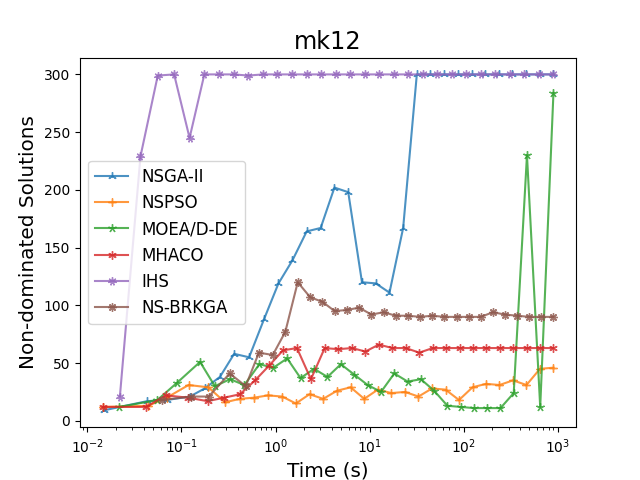 mk12
Non-dominated Solutions
300
250
200
150
100
50
0
NSGA-II
NSPSO
MOEA/D-DE
MHACO
IHS
NS-BRKGA
10⁻² 10⁻¹ 10⁰ 10¹ 10² 10³
Time (s)